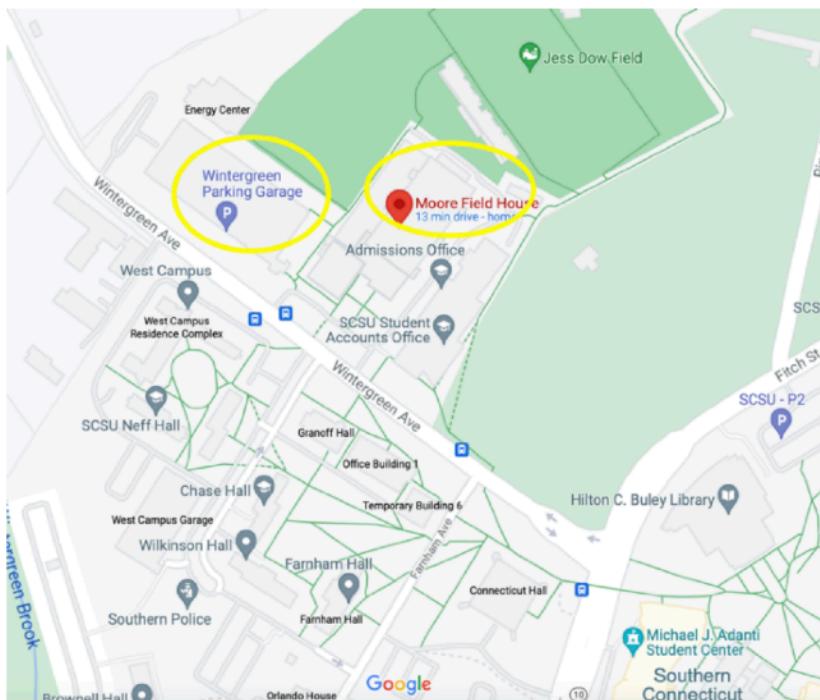 Jess Dow Field
Energy Center
Wintergreen
Parking Garage
P
Moore Field House
13 min drive - home
Wintergreen Ave
Admissions Office
West Campus
West Campus
Residence Complex
SCSU Student
Accounts Office
Wintergreen Ave
Fitch St
SCSU - P2
P
SCSU Neff Hall
Granoff Hall
Office Building 1
Chase Hall
Temporary Building 6
Hilton C. Buley Library
West Campus Garage
Wilkinson Hall
Farnham Ave
Farnham Hall
Farnham Hall
Connecticut Hall
Southern Police
Michael J. Adanti
Student Center
Southern
Connecticut
Brownell Hall
Orlando House
Google
(10)